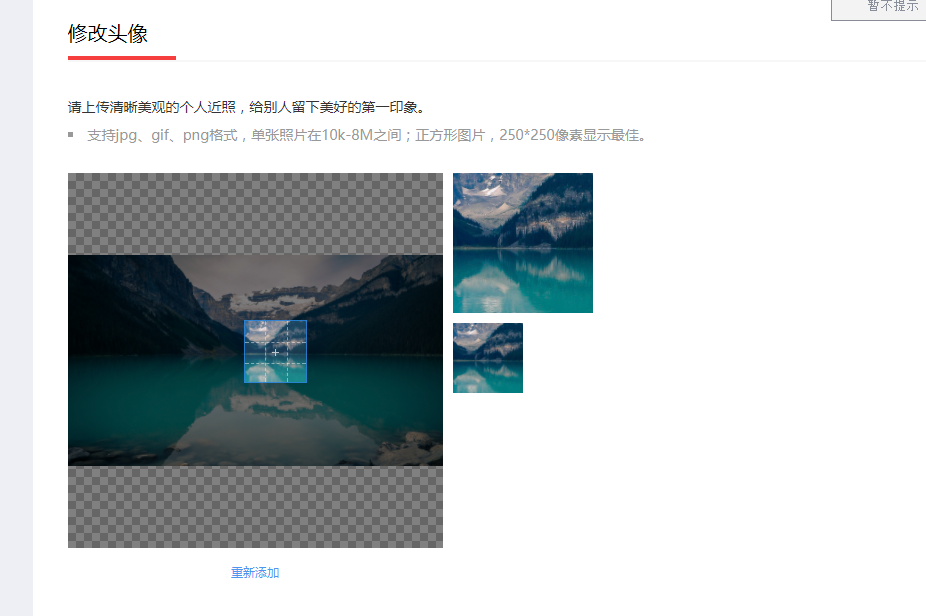 暂不提示
修改头像
请上传清晰美观的个人近照，给别人留下美好的第一印象。
支持jpg、gif、png格式，单张照片在10k-8M之间；正方形图片，250*250像素显示最佳。
重新添加